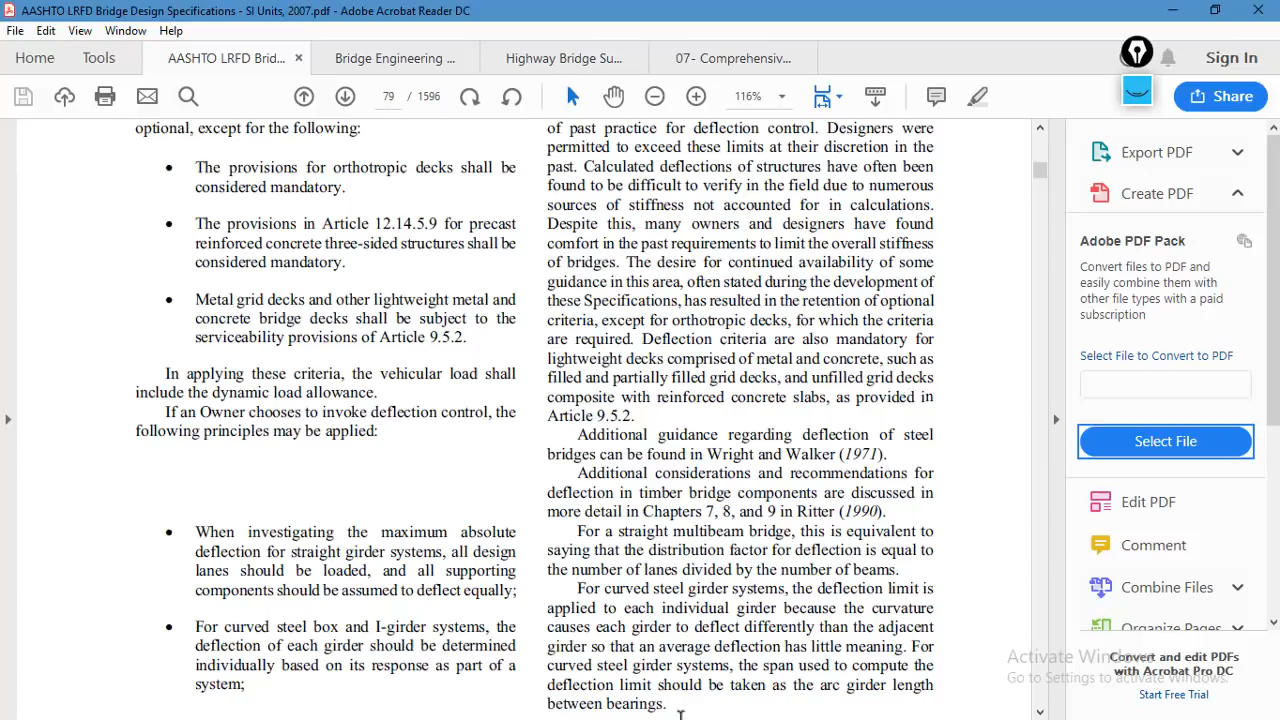 AASHTO LRFD Bridge Design Specifications - SI Units, 2007.pdf - Adobe Acrobat Reader DC
File Edit View Window Help
Home Tools AASHTO LRFD Brid... × Bridge Engineering ... Highway Bridge Su... 07- Comprehensiv... Sign In
79 / 1596 116% Share
optional, except for the following:
• The provisions for orthotropic decks shall be
considered mandatory.
• The provisions in Article 12.14.5.9 for precast
reinforced concrete three-sided structures shall be
considered mandatory.
• Metal grid decks and other lightweight metal and
concrete bridge decks shall be subject to the
serviceability provisions of Article 9.5.2.
In applying these criteria, the vehicular load shall
include the dynamic load allowance.
If an Owner chooses to invoke deflection control, the
following principles may be applied:
• When investigating the maximum absolute
deflection for straight girder systems, all design
lanes should be loaded, and all supporting
components should be assumed to deflect equally;
• For curved steel box and I-girder systems, the
deflection of each girder should be determined
individually based on its response as part of a
system;
of past practice for deflection control. Designers were
permitted to exceed these limits at their discretion in the
past. Calculated deflections of structures have often been
found to be difficult to verify in the field due to numerous
sources of stiffness not accounted for in calculations.
Despite this, many owners and designers have found
comfort in the past requirements to limit the overall stiffness
of bridges. The desire for continued availability of some
guidance in this area, often stated during the development of
these Specifications, has resulted in the retention of optional
criteria, except for orthotropic decks, for which the criteria
are required. Deflection criteria are also mandatory for
lightweight decks comprised of metal and concrete, such as
filled and partially filled grid decks, and unfilled grid decks
composite with reinforced concrete slabs, as provided in
Article 9.5.2.
Additional guidance regarding deflection of steel
bridges can be found in Wright and Walker (1971).
Additional considerations and recommendations for
deflection in timber bridge components are discussed in
more detail in Chapters 7, 8, and 9 in Ritter (1990).
For a straight multibeam bridge, this is equivalent to
saying that the distribution factor for deflection is equal to
the number of lanes divided by the number of beams.
For curved steel girder systems, the deflection limit is
applied to each individual girder because the curvature
causes each girder to deflect differently than the adjacent
girder so that an average deflection has little meaning. For
curved steel girder systems, the span used to compute the
deflection limit should be taken as the arc girder length
between bearings.
Export PDF
Create PDF
Adobe PDF Pack
Convert files to PDF and
easily combine them with
other file types with a paid
subscription
Select File to Convert to PDF
Select File
Edit PDF
Comment
Combine Files
Organize Pages
Activate Windows
Go to Settings to activate Windows.
Convert and edit PDFs
with Acrobat Pro DC
Start Free Trial